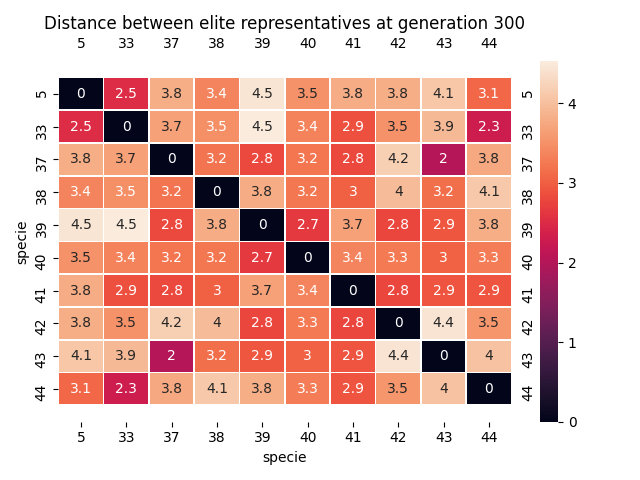 Distance between elite representatives at generation 300
5 33 37 38 39 40 41 42 43 44
5 0 2.5 3.8 3.4 4.5 3.5 3.8 3.8 4.1 3.1 5
33 2.5 0 3.7 3.5 4.5 3.4 2.9 3.5 3.9 2.3 33
37 3.8 3.7 0 3.2 2.8 3.2 2.8 4.2 2 3.8 37
38 3.4 3.5 3.2 0 3.8 3.2 3 4 3.2 4.1 38
39 4.5 4.5 2.8 3.8 0 2.7 3.7 2.8 2.9 3.8 39
40 3.5 3.4 3.2 3.2 2.7 0 3.4 3.3 3 3.3 40
41 3.8 2.9 2.8 3 3.7 3.4 0 2.8 2.9 2.9 41
42 3.8 3.5 4.2 4 2.8 3.3 2.8 0 4.4 3.5 42
43 4.1 3.9 2 3.2 2.9 3 2.9 4.4 0 4 43
44 3.1 2.3 3.8 4.1 3.8 3.3 2.9 3.5 4 0 44
5 33 37 38 39 40 41 42 43 44
specie
specie
4
3
2
1
0